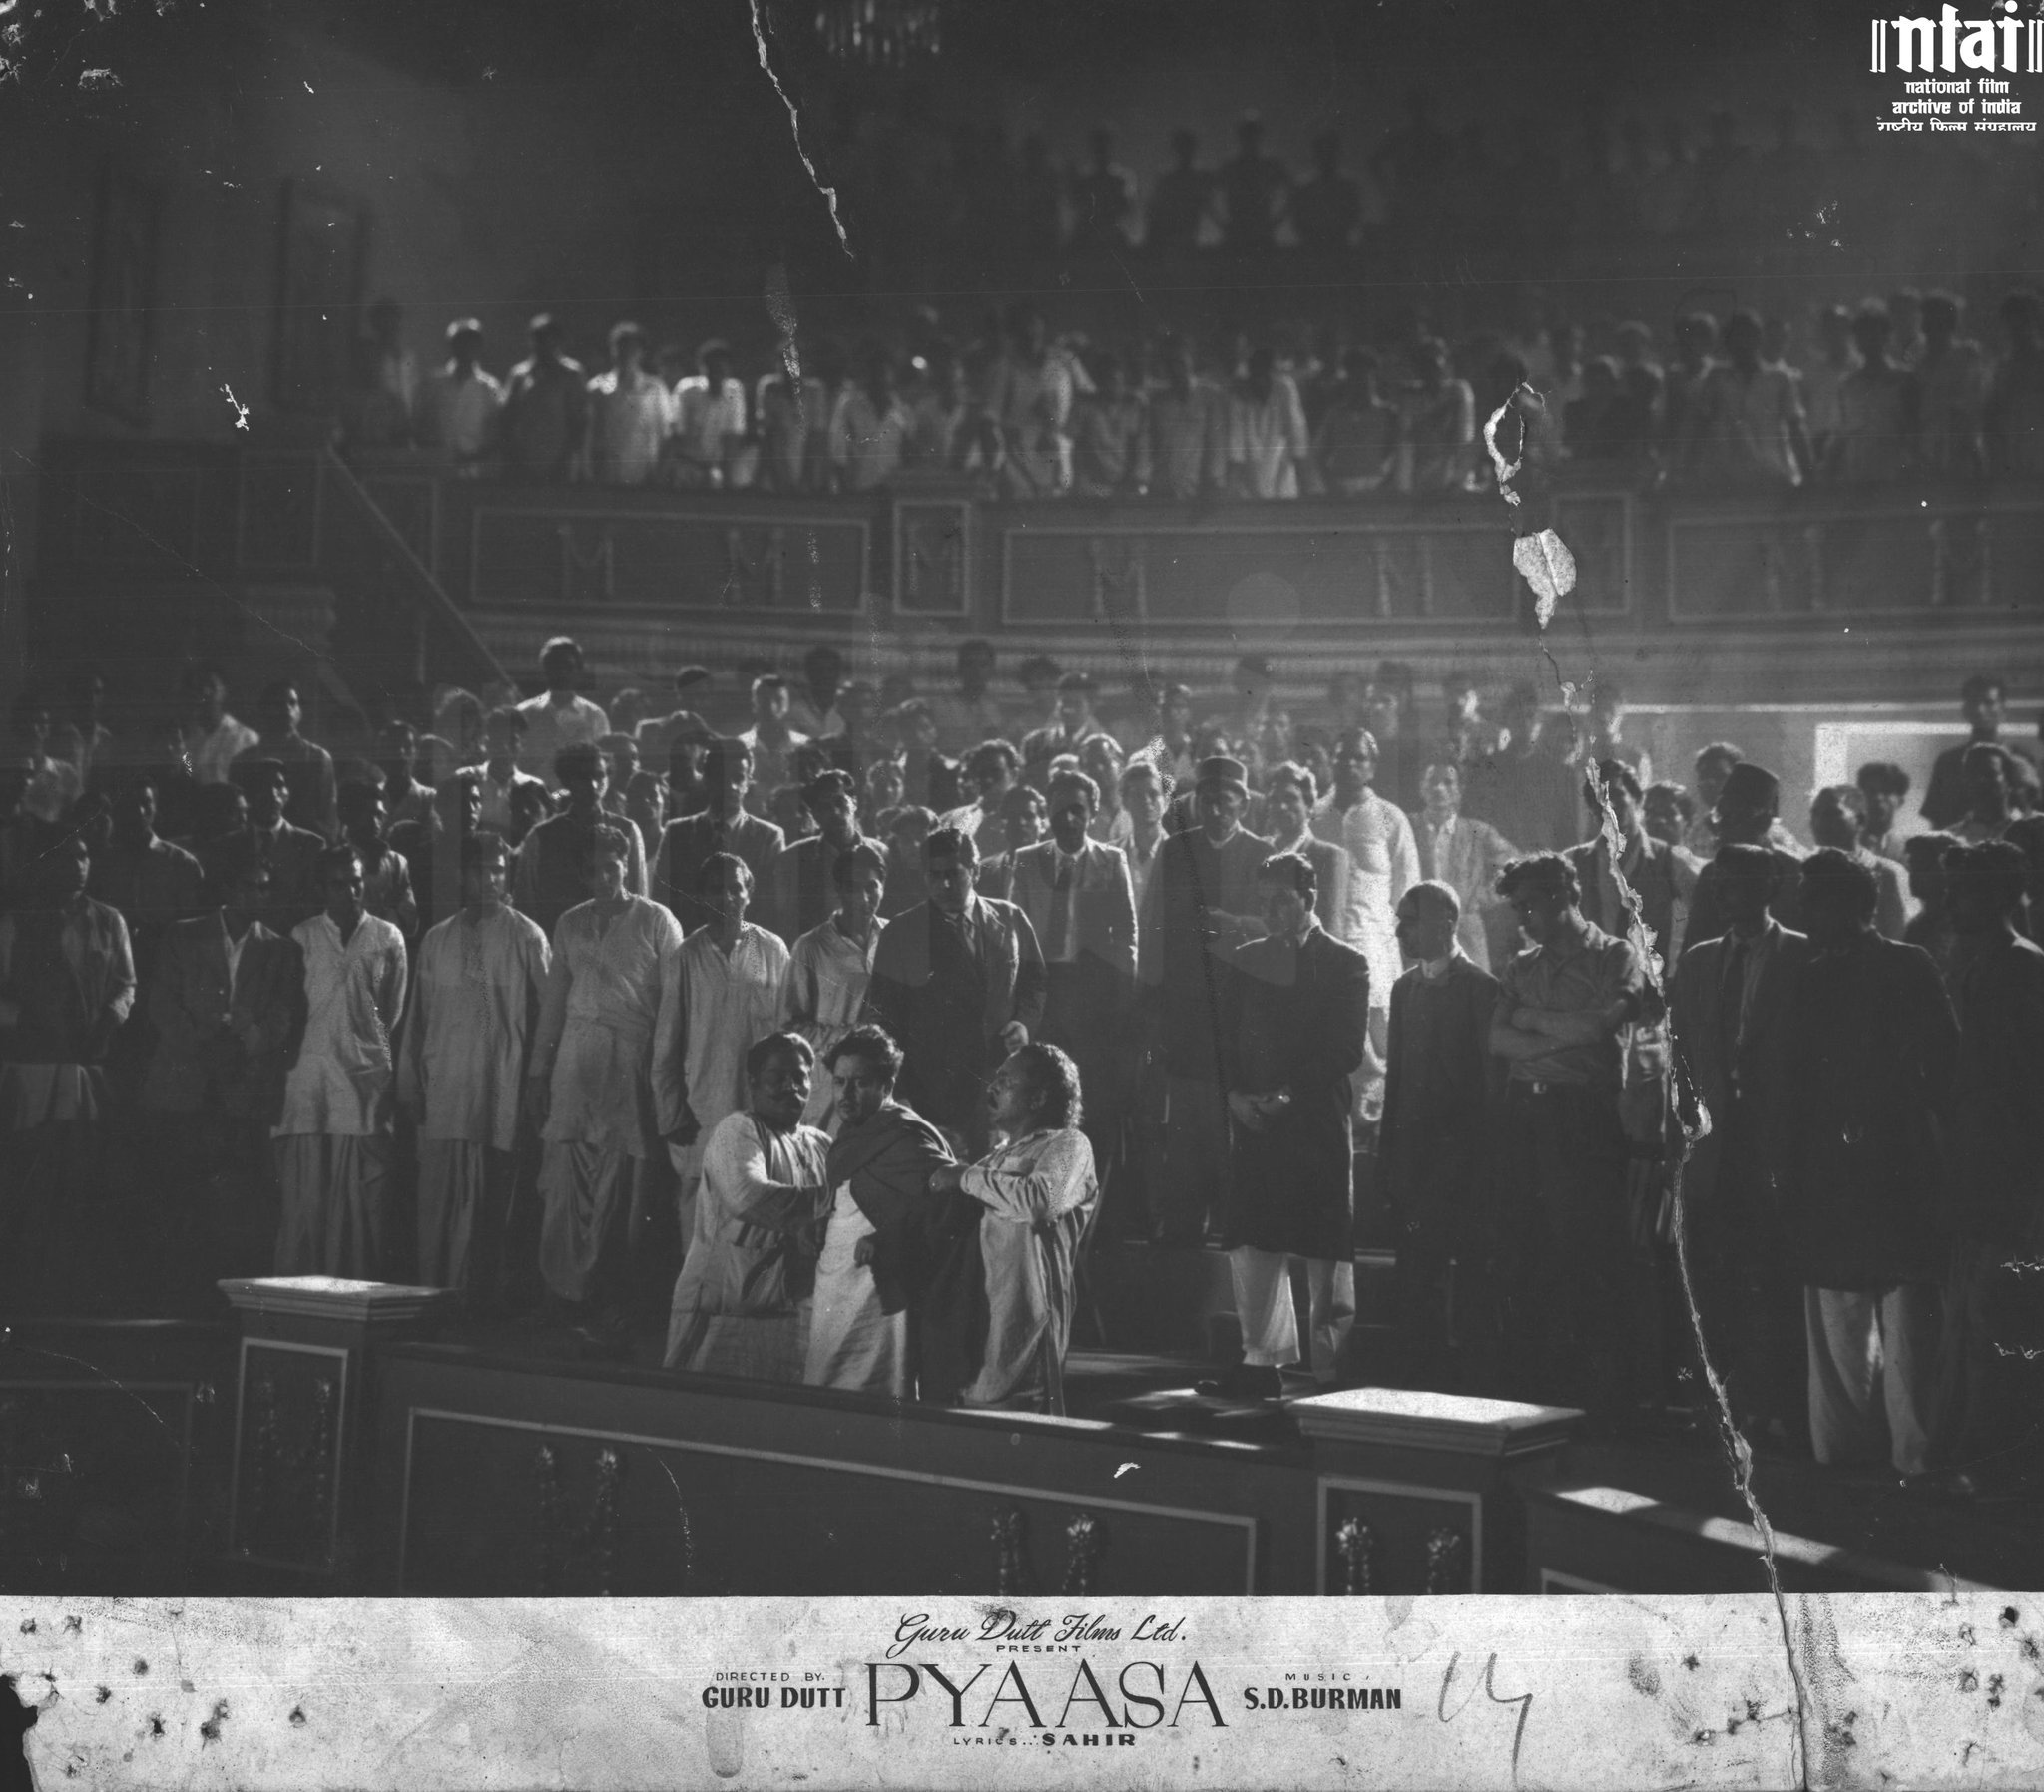 nfai
national film
archive of india
राष्ट्रीय फिल्म संग्रहालय
M M M M M M M
Guru Dutt Films Ltd.
PRESENT
DIRECTED BY.
GURU DUTT
PYAASA
MUSIC
S.D.BURMAN
LYRICS... SAHIR